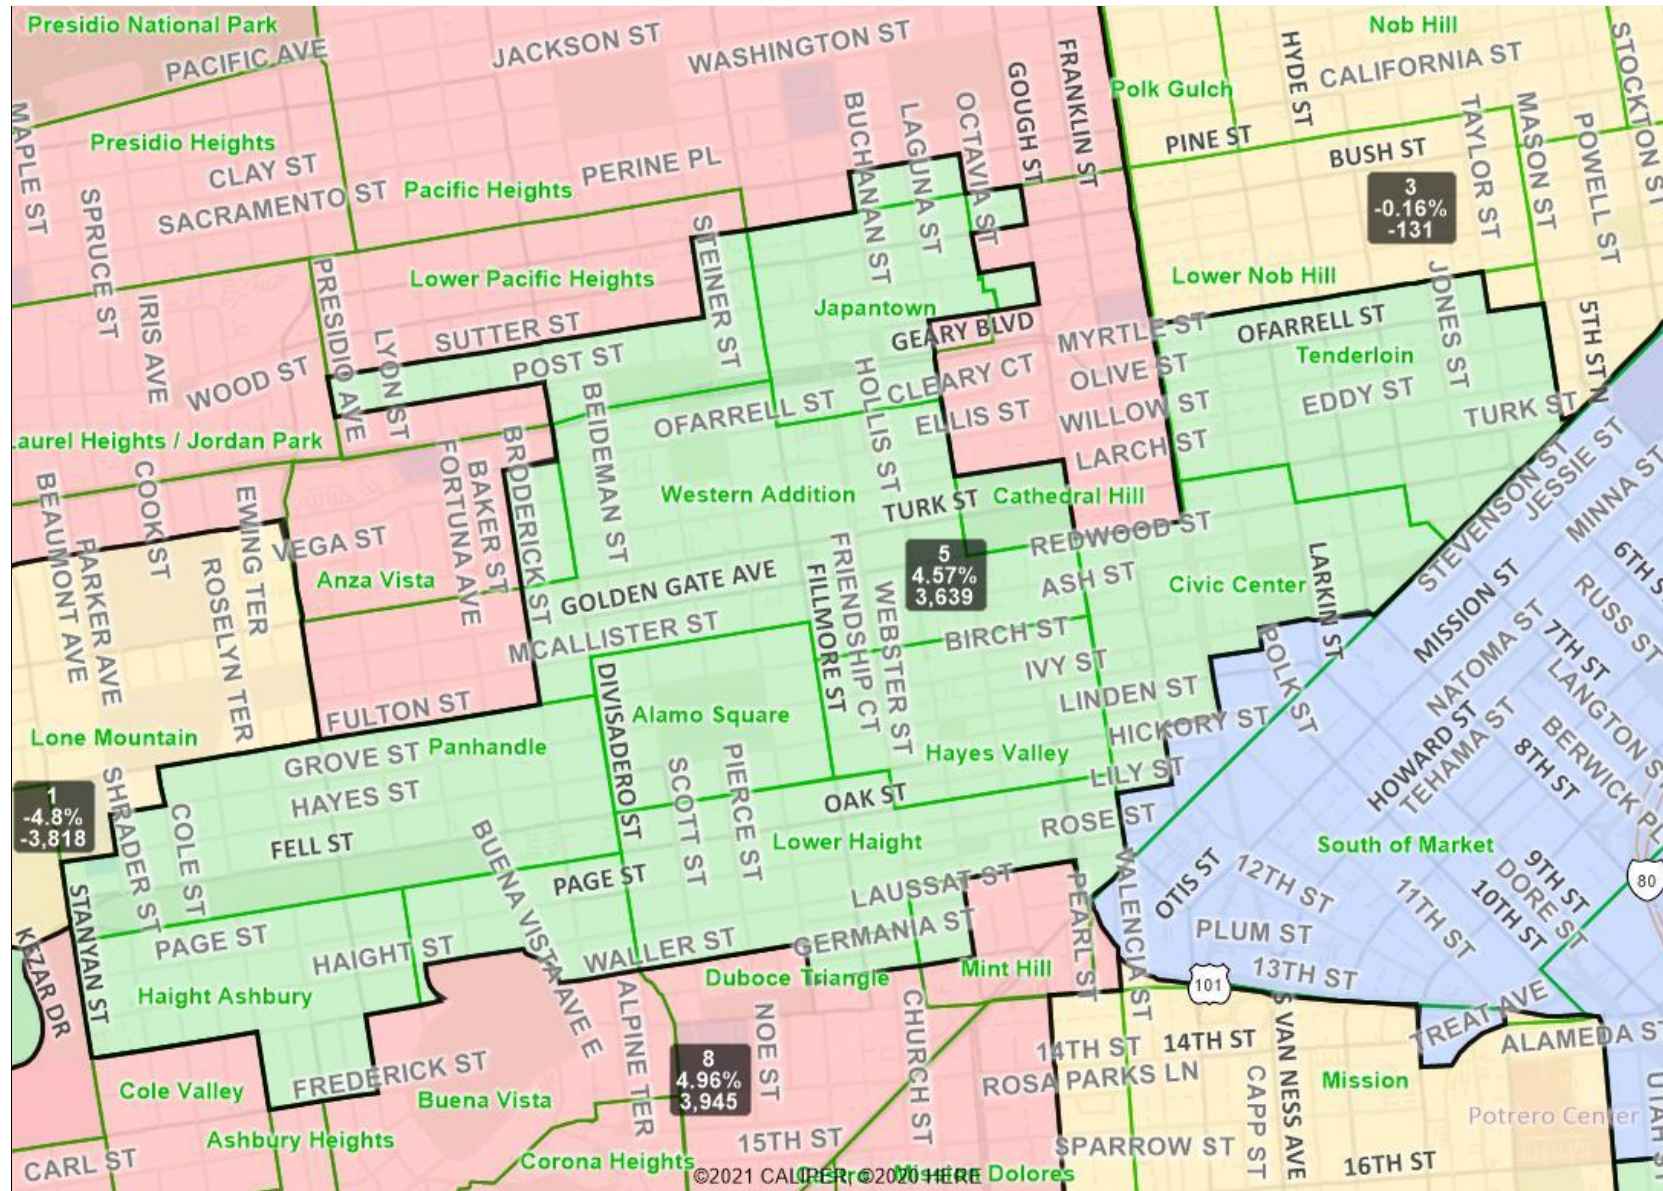 Presidio National Park
PACIFIC AVE
JACKSON ST
WASHINGTON ST
FRANKLIN ST
GOUGH ST
Nob Hill
HYDE ST
CALIFORNIA ST
STOCKTON ST
Polk Gulch
MAPLE ST
Presidio Heights
CLAY ST
SACRAMENTO ST
Pacific Heights
PERINE PL
BUCHANAN ST
LAGUNA ST
OCTAVIA ST
PINE ST
BUSH ST
TAYLOR ST
MASON ST
POWELL ST
3
-0.16%
-131
SPRUCE ST
IRIS AVE
PRESIDIO AVE
LYON ST
Lower Pacific Heights
STEINER ST
Japantown
Lower Nob Hill
JONES ST
5TH ST N
SUTTER ST
POST ST
GEARY BLVD
MYRTLE ST
OFARRELL ST
Tenderloin
WOOD ST
BEIDEMAN ST
OFARRELL ST
HOLLIS ST
CLEARY CT
OLIVE ST
EDDY ST
ELLIS ST
WILLOW ST
TURK ST
Laurel Heights / Jordan Park
LARCH ST
BEAUMONT AVE
PARKER AVE
COOK ST
EWING TER
ROSELYN TER
FORTUNA AVE
BAKER ST
BRODERICK ST
Western Addition
TURK ST
Cathedral Hill
STEVENSON ST
JESSIE ST
MINNA ST
VEGA ST
Anza Vista
REDWOOD ST
5
4.57%
3,639
ASH ST
Civic Center
LARKIN ST
6TH ST
RUSS ST
GOLDEN GATE AVE
FILLMORE ST
FRIENDSHIP CT
WEBSTER ST
MCALLISTER ST
BIRCH ST
MISSION ST
NATOMA ST
7TH ST
LANGTON ST
IVY ST
POLK ST
DIVISADERO ST
Alamo Square
LINDEN ST
Lone Mountain
FULTON ST
HICKORY ST
HOWARD ST
TEHAMA ST
8TH ST
BERWICK PL
GROVE ST
Panhandle
PIERCE ST
SCOTT ST
Hayes Valley
LILY ST
1
-4.8%
-3,818
SHRADER ST
COLE ST
HAYES ST
OAK ST
ROSE ST
FELL ST
BUENA VISTA AVE E
Lower Haight
South of Market
PAGE ST
LAUSSAT ST
PEARL ST
VALENCIA ST
OTIS ST
12TH ST
11TH ST
10TH ST
9TH ST
DORE ST
80
STANYAN ST
KEZAR DR
PAGE ST
HAIGHT ST
WALLER ST
GERMANIA ST
PLUM ST
Duboce Triangle
Mint Hill
13TH ST
101
Haight Ashbury
ALPINE TER
NOE ST
CHURCH ST
S VAN NESS AVE
TREAT AVE
ALAMEDA ST
14TH ST
14TH ST
8
4.96%
3,945
FREDERICK ST
Cole Valley
Buena Vista
ROSA PARKS LN
CAPP ST
Mission
UTAH ST
Potrero Center
Ashbury Heights
15TH ST
SPARROW ST
CARL ST
Corona Heights
16TH ST
©2021 CALIPER; ©2020 HERE
Dolores